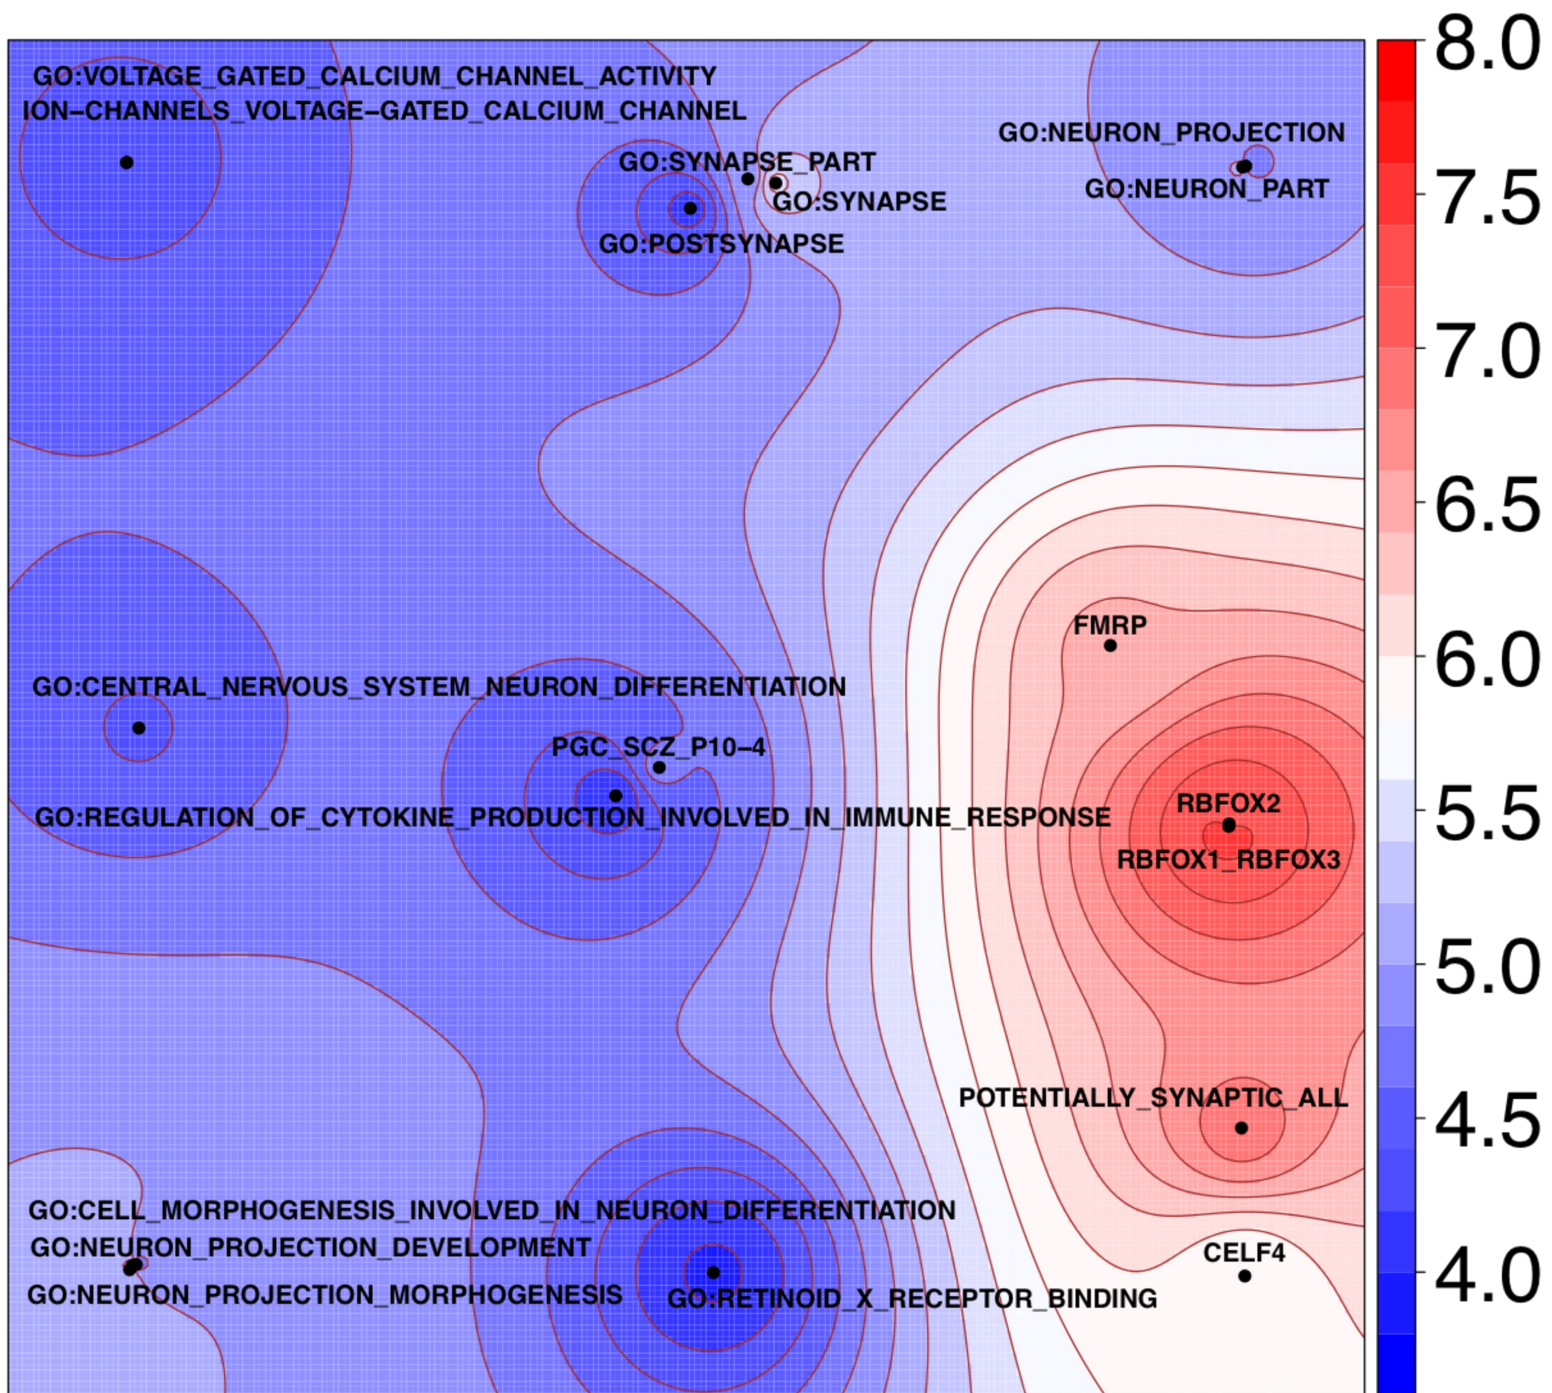 GO:VOLTAGE_GATED_CALCIUM_CHANNEL_ACTIVITY
ION−CHANNELS_VOLTAGE−GATED_CALCIUM_CHANNEL
GO:SYNAPSE_PART
GO:SYNAPSE
GO:POSTSYNAPSE
GO:NEURON_PROJECTION
GO:NEURON_PART
GO:CENTRAL_NERVOUS_SYSTEM_NEURON_DIFFERENTIATION
PGC_SCZ_P10−4
GO:REGULATION_OF_CYTOKINE_PRODUCTION_INVOLVED_IN_IMMUNE_RESPONSE
FMRP
RBFOX2
RBFOX1_RBFOX3
POTENTIALLY_SYNAPTIC_ALL
GO:CELL_MORPHOGENESIS_INVOLVED_IN_NEURON_DIFFERENTIATION
GO:NEURON_PROJECTION_DEVELOPMENT
GO:NEURON_PROJECTION_MORPHOGENESIS
GO:RETINOID_X_RECEPTOR_BINDING
CELF4
8.0
7.5
7.0
6.5
6.0
5.5
5.0
4.5
4.0